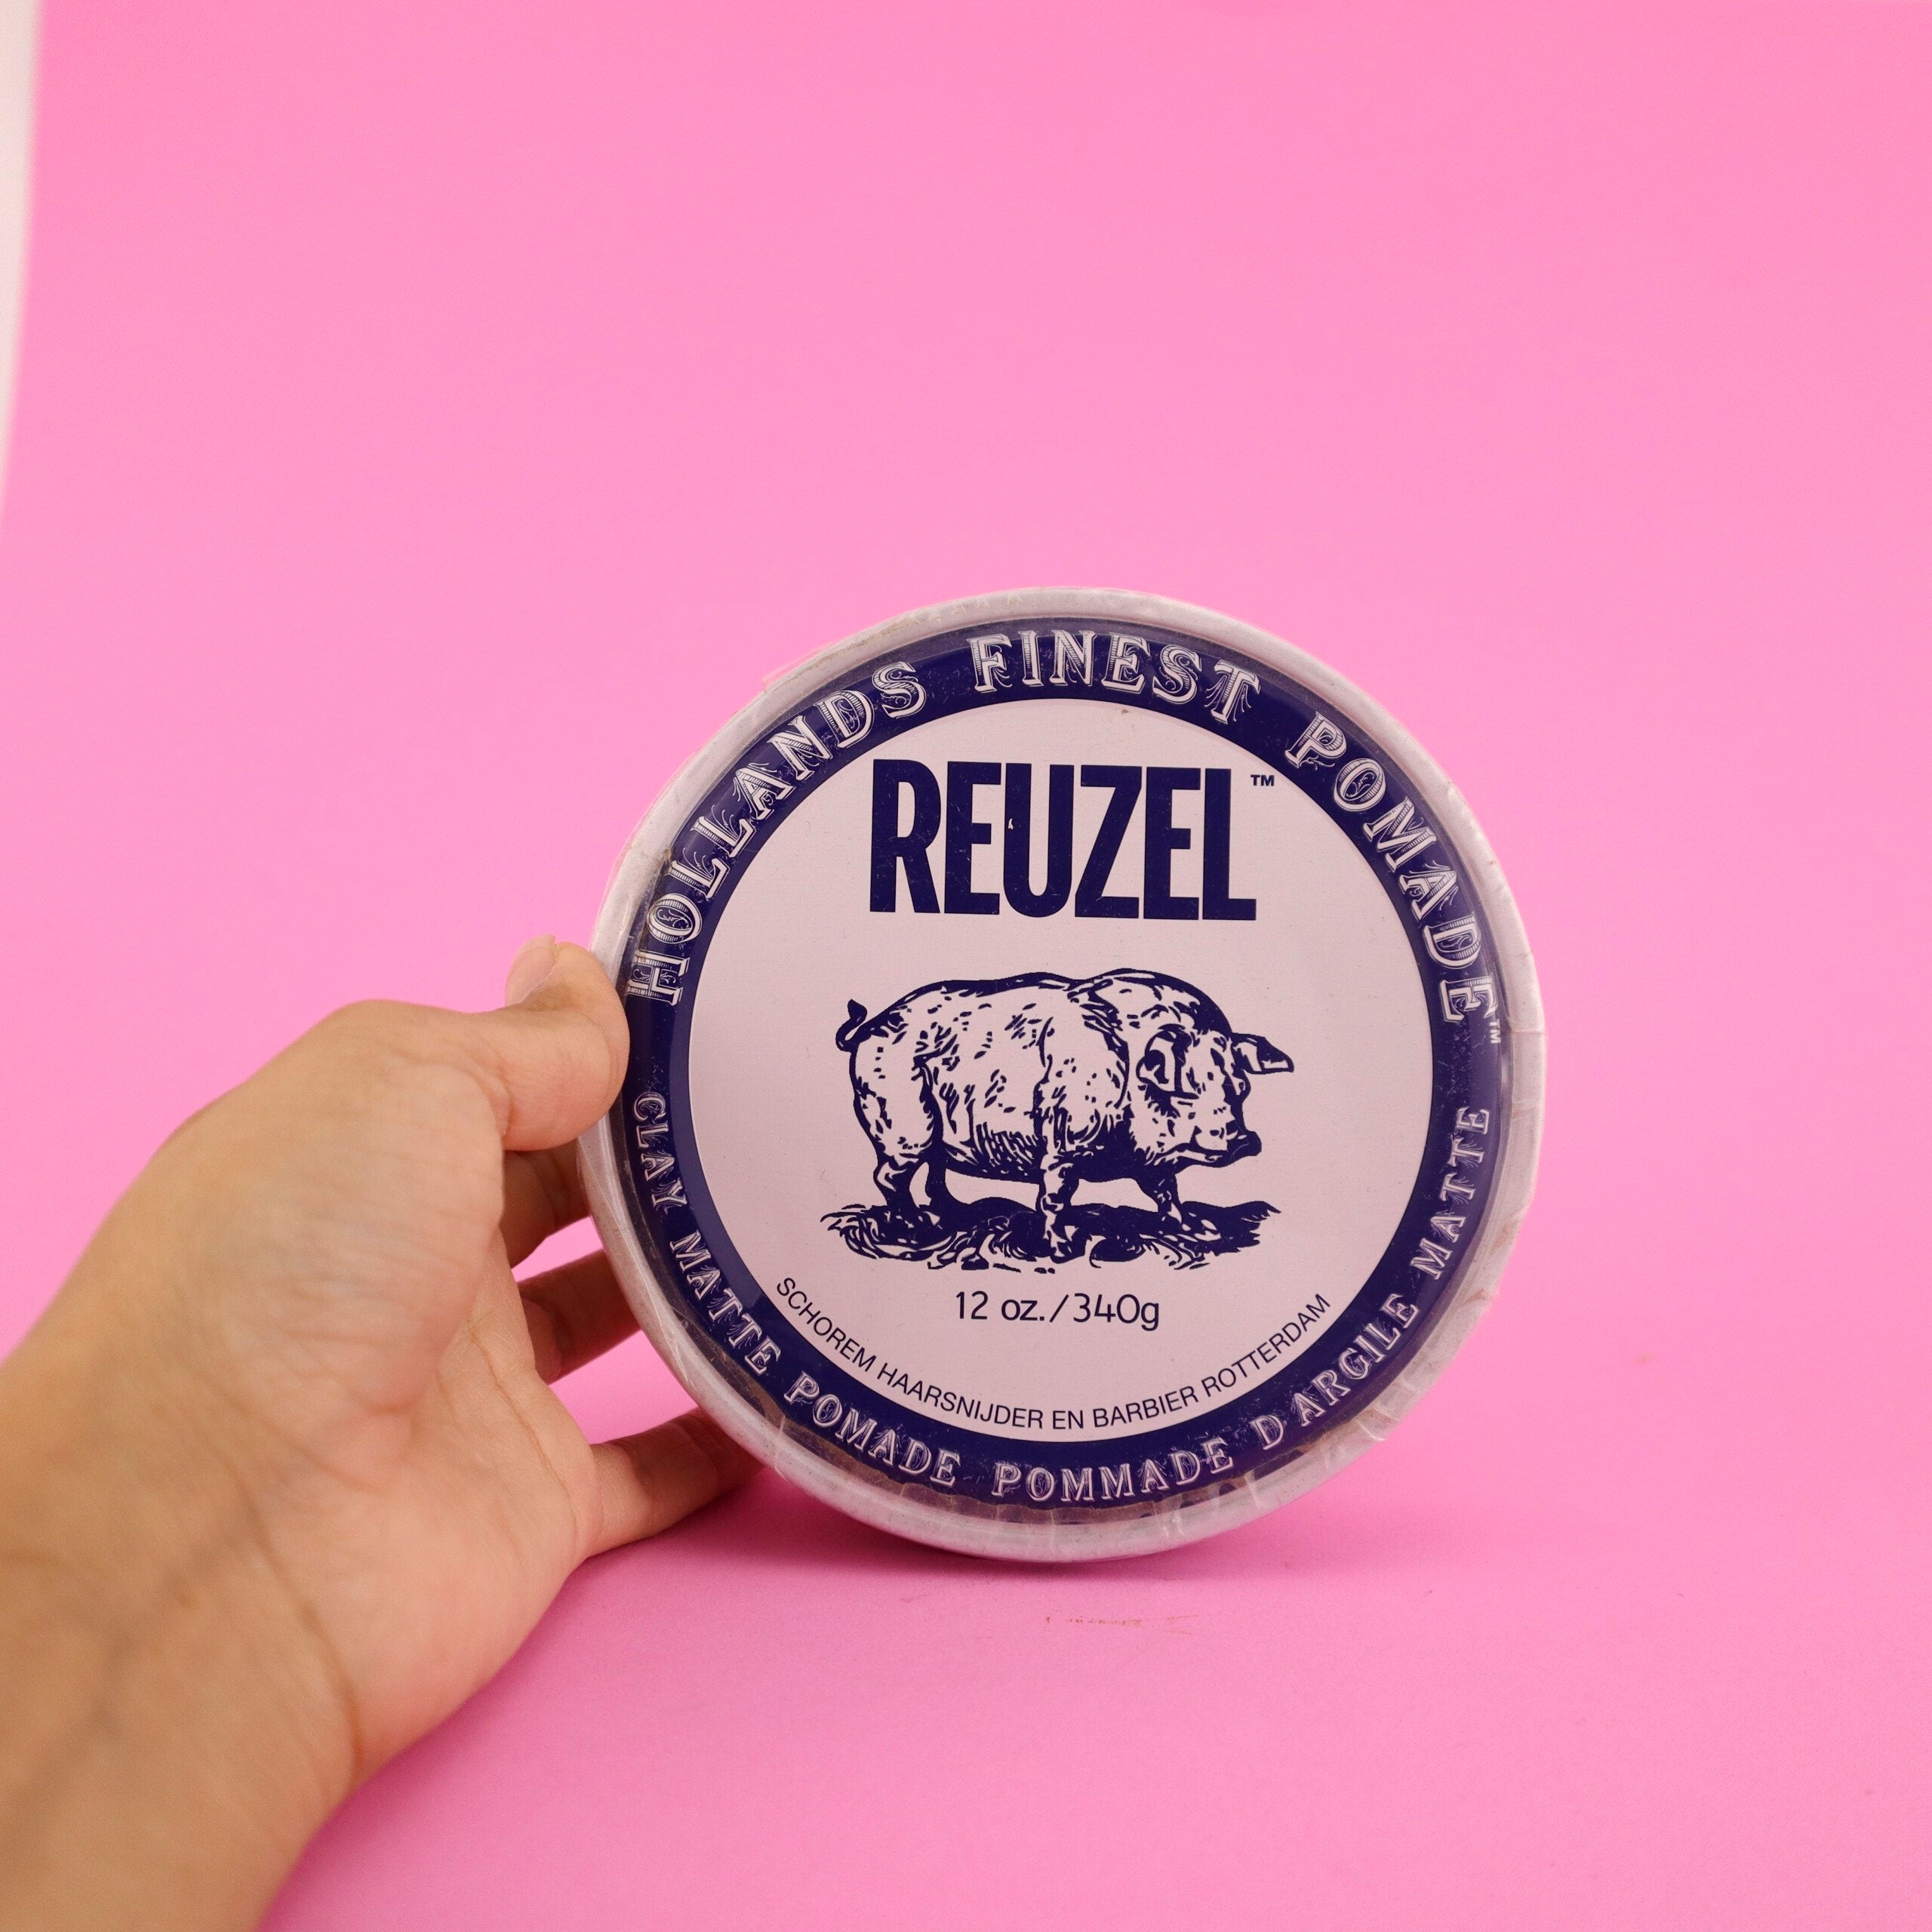 HOLLANDS FINEST POMADE™
REUZEL™
12 oz./340g
SCHOREM HAARSNIJDER EN BARBIER ROTTERDAM
CLAY MATTE POMADE POMMADE D'ARGILE MATTE